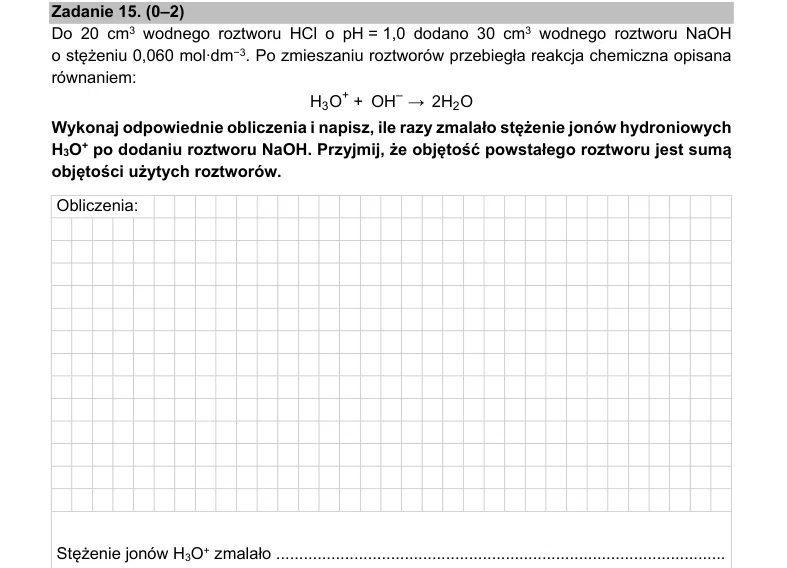 Zadanie 15. (0–2)
Do 20 cm³ wodnego roztworu HCl o pH = 1,0 dodano 30 cm³ wodnego roztworu NaOH
o stężeniu 0,060 mol·dm⁻³. Po zmieszaniu roztworów przebiegła reakcja chemiczna opisana
równaniem:
H₃O⁺ + OH⁻ → 2H₂O
Wykonaj odpowiednie obliczenia i napisz, ile razy zmalało stężenie jonów hydroniowych
H₃O⁺ po dodaniu roztworu NaOH. Przyjmij, że objętość powstałego roztworu jest sumą
objętości użytych roztworów.
Obliczenia:
Stężenie jonów H₃O⁺ zmalało ....................................................................................................